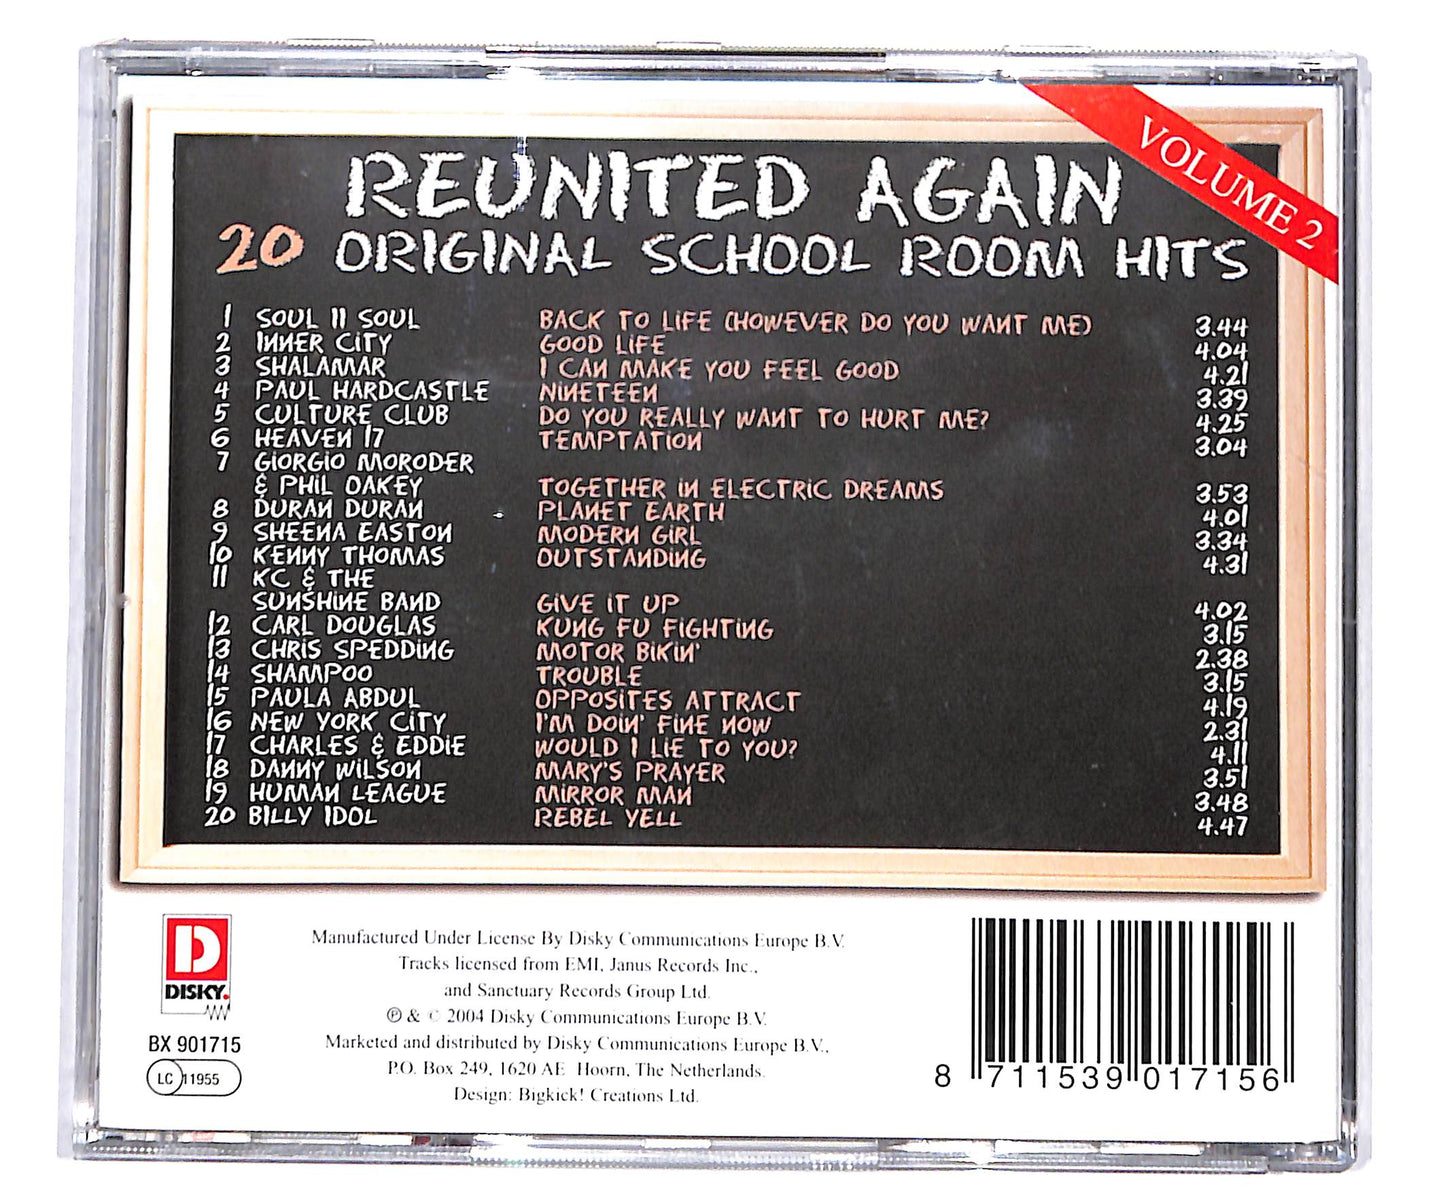 VOLUME 2
REUNITED AGAIN
20 ORIGINAL SCHOOL ROOM HITS
1 SOUL II SOUL BACK TO LIFE (HOWEVER DO YOU WANT ME) 3.44
2 INNER CITY GOOD LIFE 4.04
3 SHALAMAR I CAN MAKE YOU FEEL GOOD 4.21
4 PAUL HARDCASTLE NINETEEN 3.39
5 CULTURE CLUB DO YOU REALLY WANT TO HURT ME? 4.25
6 HEAVEN 17 TEMPTATION 3.04
7 GIORGIO MORODER
& PHIL OAKEY TOGETHER IN ELECTRIC DREAMS 3.53
8 DURAN DURAN PLANET EARTH 4.01
9 SHEENA EASTON MODERN GIRL 3.34
10 KENNY THOMAS OUTSTANDING 4.31
11 KC & THE
SUNSHINE BAND GIVE IT UP 4.02
12 CARL DOUGLAS KUNG FU FIGHTING 3.15
13 CHRIS SPEDDING MOTOR BIKIN' 2.38
14 SHAMPOO TROUBLE 3.15
15 PAULA ABDUL OPPOSITES ATTRACT 4.19
16 NEW YORK CITY I'M DOIN' FINE NOW 2.31
17 CHARLES & EDDIE WOULD I LIE TO YOU? 4.11
18 DANNY WILSON MARY'S PRAYER 3.51
19 HUMAN LEAGUE MIRROR MAN 3.48
20 BILLY IDOL REBEL YELL 4.47
D
DISKY.
BX 901715
LC 11955
Manufactured Under License By Disky Communications Europe B.V.
Tracks licensed from EMI, Janus Records Inc.,
and Sanctuary Records Group Ltd.
℗ & © 2004 Disky Communications Europe B.V.
Marketed and distributed by Disky Communications Europe B.V.,
P.O. Box 249, 1620 AE Hoorn, The Netherlands.
Design: Bigkick! Creations Ltd.
8 711539 017156